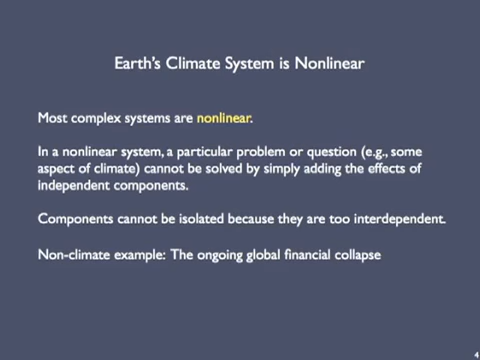 Earth's Climate System is Nonlinear
Most complex systems are nonlinear.
In a nonlinear system, a particular problem or question (e.g., some
aspect of climate) cannot be solved by simply adding the effects of
independent components.
Components cannot be isolated because they are too interdependent.
Non-climate example: The ongoing global financial collapse
4